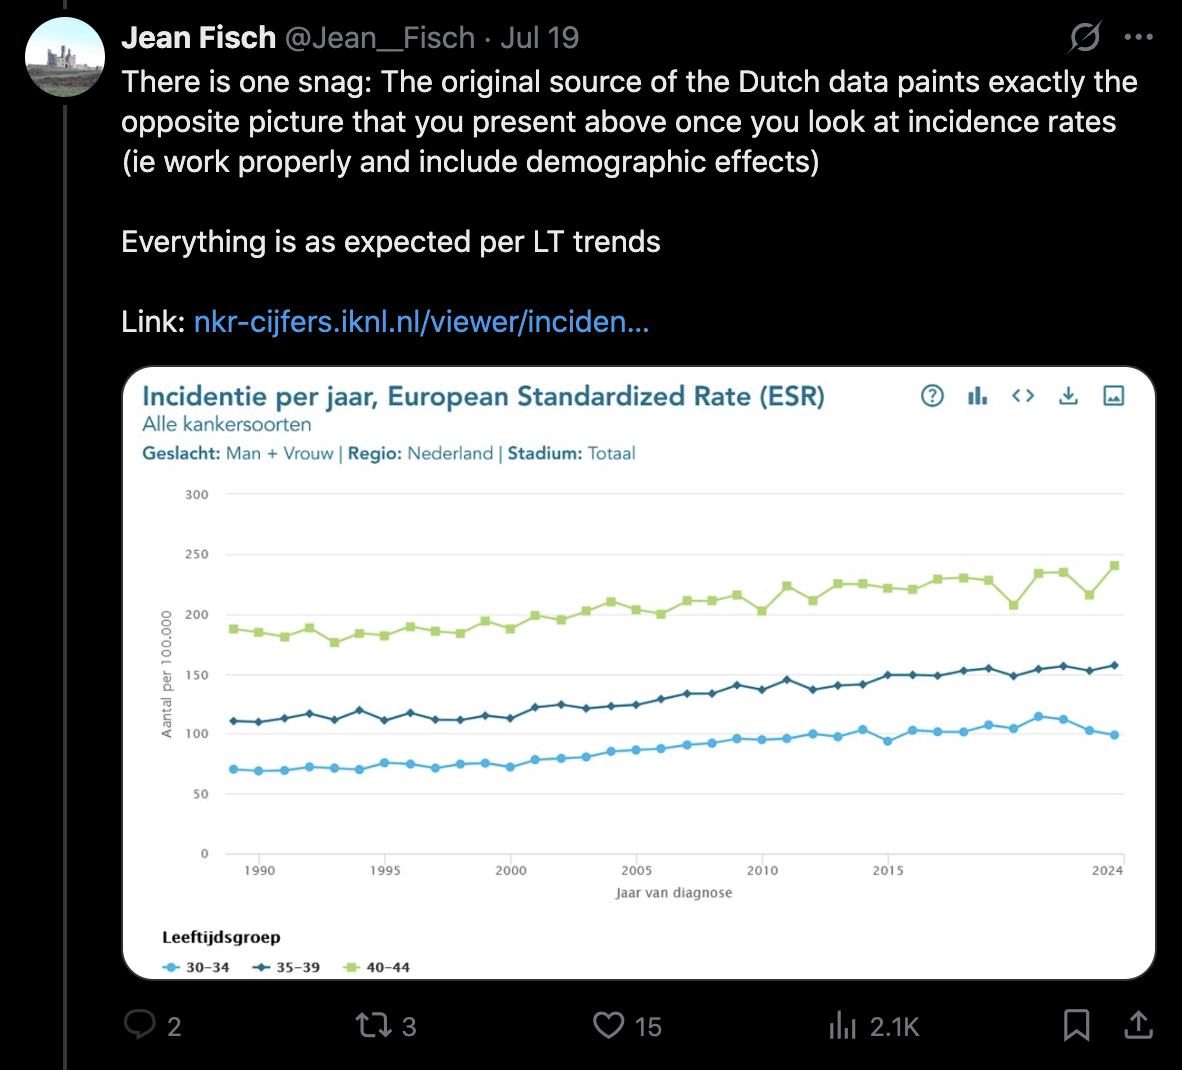 Jean Fisch @Jean__Fisch · Jul 19
There is one snag: The original source of the Dutch data paints exactly the
opposite picture that you present above once you look at incidence rates
(ie work properly and include demographic effects)
Everything is as expected per LT trends
Link: nkr-cijfers.iknl.nl/viewer/inciden...
Incidentie per jaar, European Standardized Rate (ESR)
Alle kankersoorten
Geslacht: Man + Vrouw | Regio: Nederland | Stadium: Totaal
300
250
200
150
100
50
0
Aantal per 100.000
1990 1995 2000 2005 2010 2015 2024
Jaar van diagnose
Leeftijdsgroep
30–34 35–39 40–44
2 3 15 2.1K